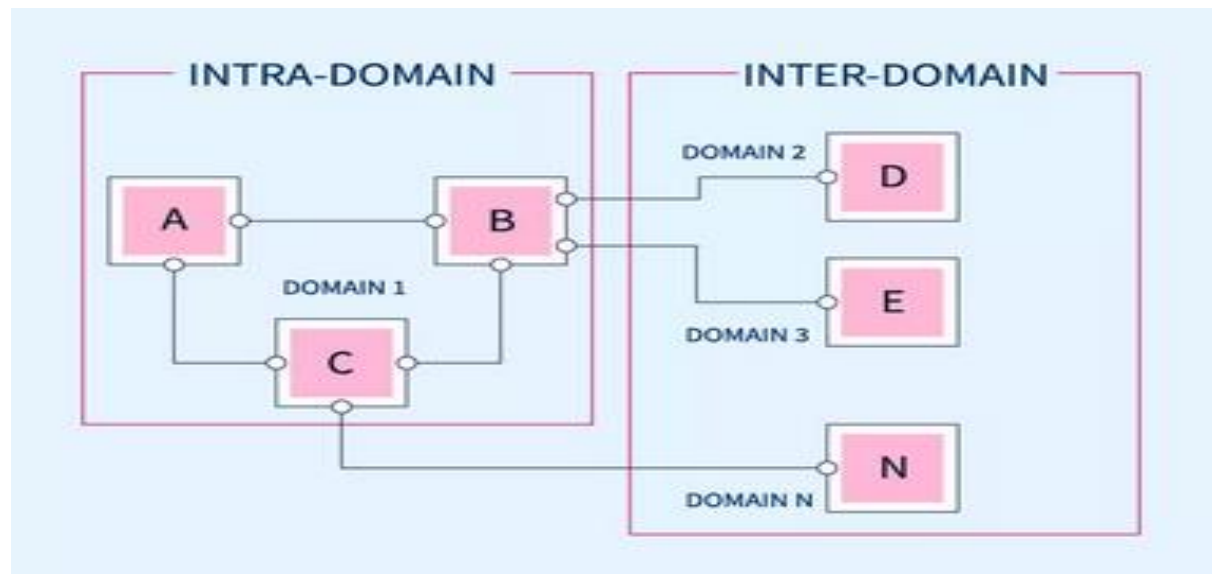 INTRA-DOMAIN
INTER-DOMAIN
DOMAIN 2
D
A
B
DOMAIN 1
E
DOMAIN 3
C
N
DOMAIN N